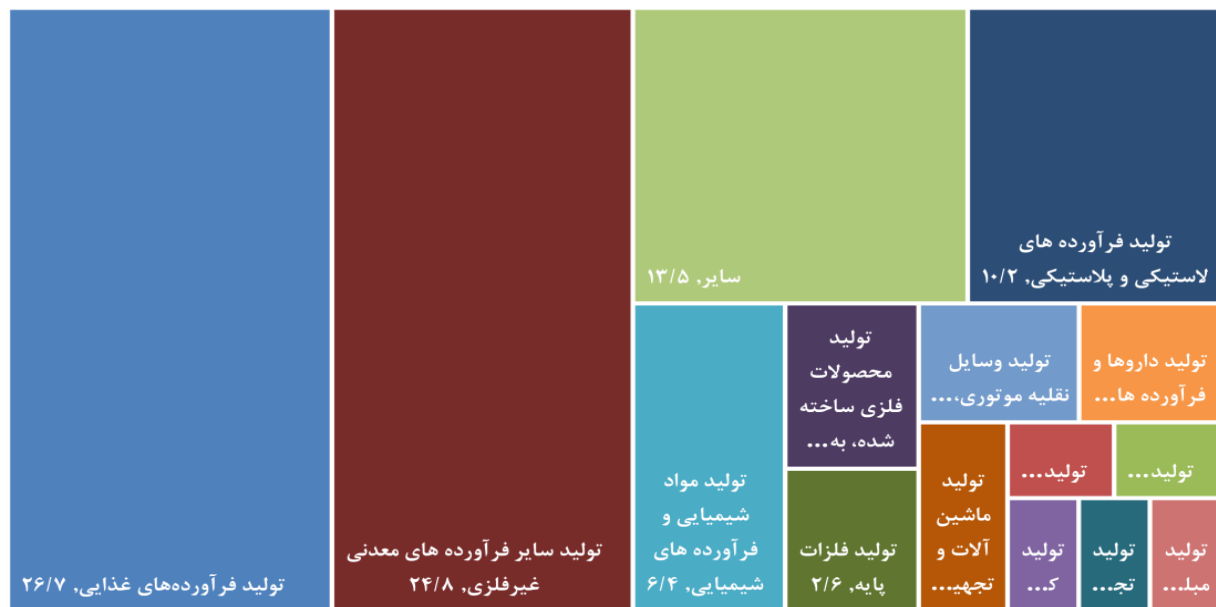 تولید فرآورده‌های غذایی, ۲۶/۷
تولید سایر فرآورده های معدنی
غیرفلزی, ۲۴/۸
سایر, ۱۳/۵
تولید فرآورده های
لاستیکی و پلاستیکی, ۱۰/۲
تولید مواد
شیمیایی و
فرآورده های
شیمیایی, ۶/۴
تولید
محصولات
فلزی ساخته
شده، به...
تولید فلزات
پایه, ۲/۶
تولید وسایل
نقلیه موتوری،...
تولید داروها و
فرآورده ها...
تولید
ماشین
آلات و
تجهیـ...
تولید...
تولید...
تولید
کـ...
تولید
تجـ...
تولید
مبلـ...